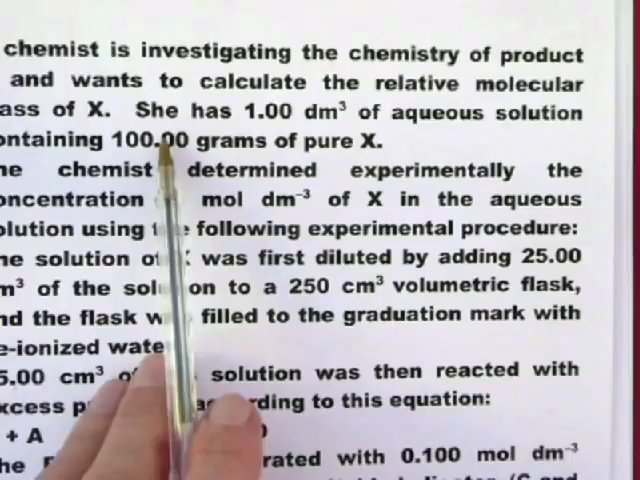 chemist is investigating the chemistry of product
and wants to calculate the relative molecular
ass of X. She has 1.00 dm³ of aqueous solution
ontaining 100.00 grams of pure X.
he chemist determined experimentally the
oncentration mol dm⁻³ of X in the aqueous
olution using following experimental procedure:
he solution of X was first diluted by adding 25.00
m³ of the sol on to a 250 cm³ volumetric flask,
nd the flask w filled to the graduation mark with
e-ionized wate
5.00 cm³ of solution was then reacted with
xcess p ding to this equation:
+ A
he rated with 0.100 mol dm⁻³